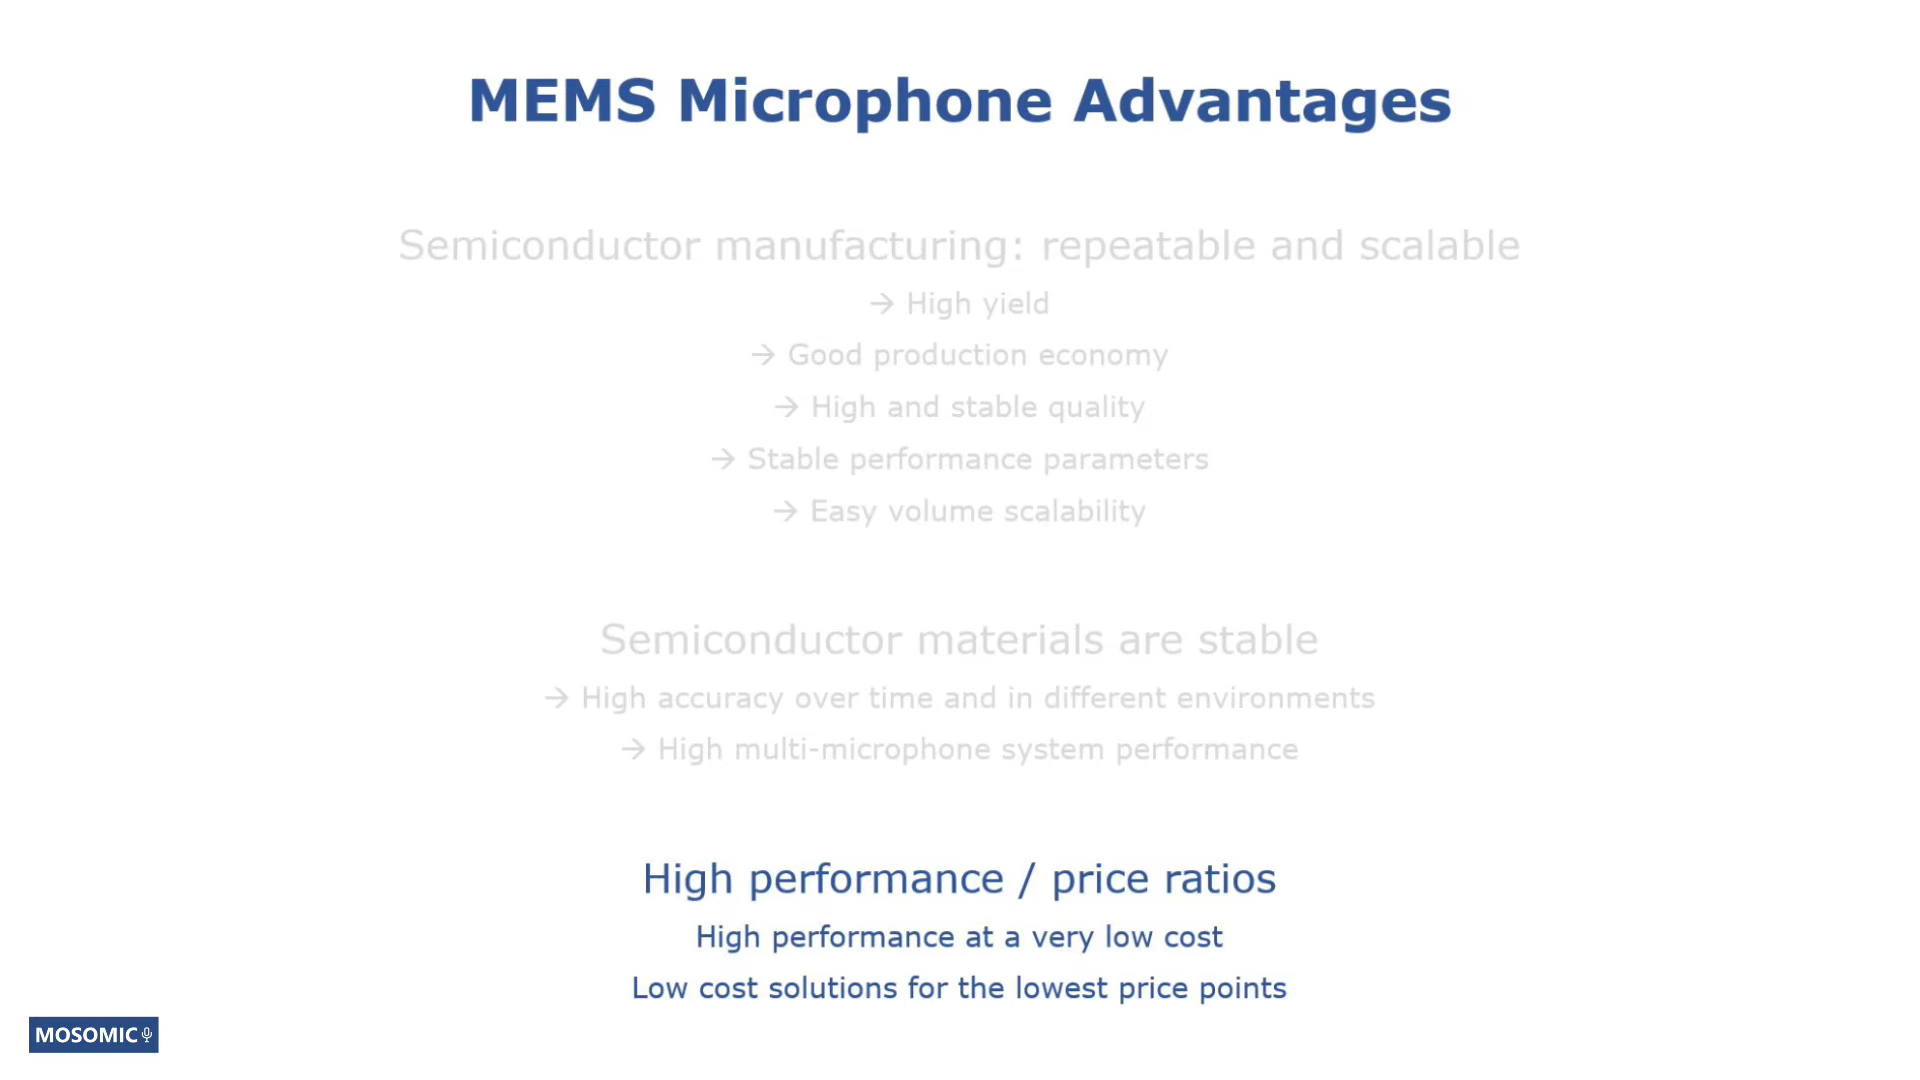 MEMS Microphone Advantages
Semiconductor manufacturing: repeatable and scalable
→ High yield
→ Good production economy
→ High and stable quality
→ Stable performance parameters
→ Easy volume scalability
Semiconductor materials are stable
→ High accuracy over time and in different environments
→ High multi-microphone system performance
High performance / price ratios
High performance at a very low cost
Low cost solutions for the lowest price points
MOSOMIC